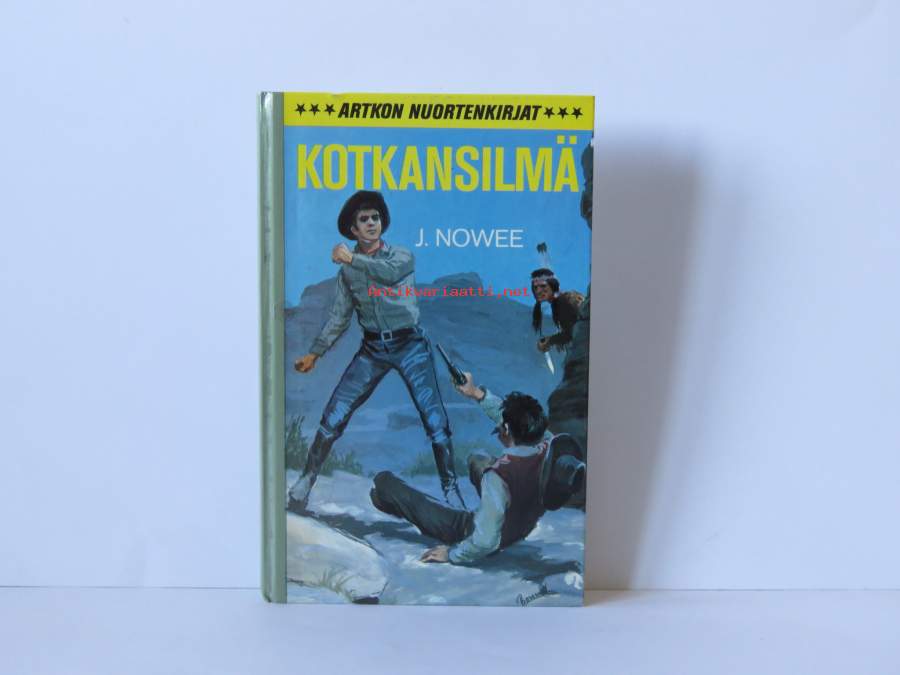 ★★★ ARTKON NUORTENKIRJAT ★★★
KOTKANSILMÄ
J. NOWEE
Antikvariaatti.net